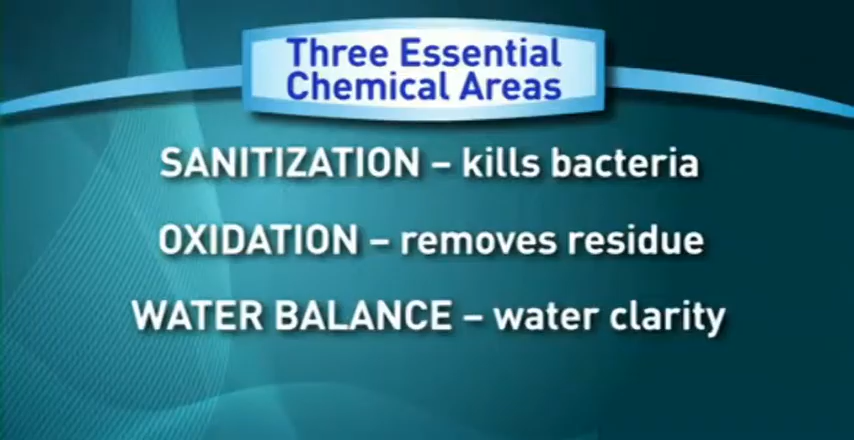 Three Essential
Chemical Areas
SANITIZATION – kills bacteria
OXIDATION – removes residue
WATER BALANCE – water clarity